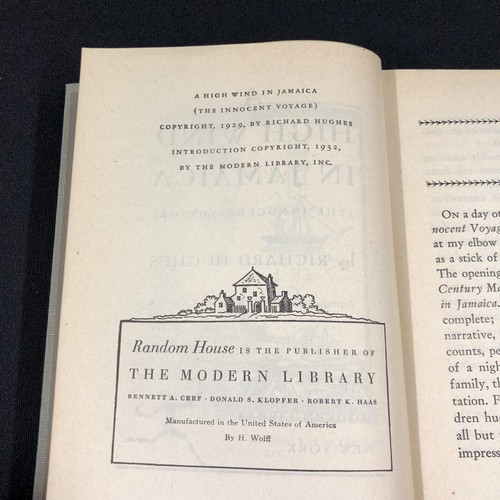 A HIGH WIND IN JAMAICA
(THE INNOCENT VOYAGE)
COPYRIGHT, 1929, BY RICHARD HUGHES
INTRODUCTION COPYRIGHT, 1932,
BY THE MODERN LIBRARY, INC.
Random House IS THE PUBLISHER OF
THE MODERN LIBRARY
BENNETT A. CERF · DONALD S. KLOPFER · ROBERT K. HAAS
Manufactured in the United States of America
By H. Wolff
ON a day
nocent Voyag
at my elbow
as a stick of
The opening
Century Ma
in Jamaica.
complete;
narrative,
counts, pe
of a nigh
family, th
tation. F
dren hu
all but
impress